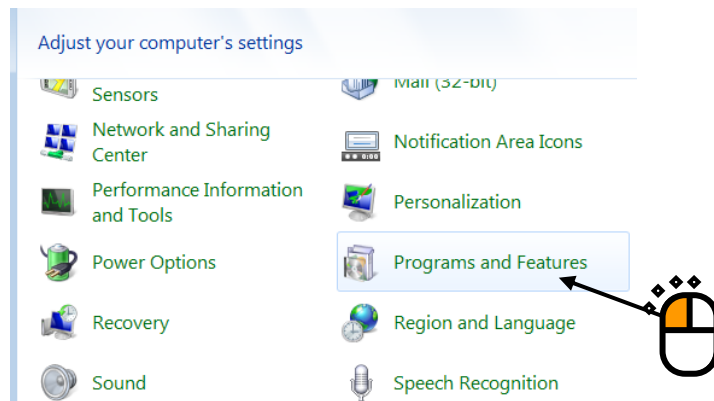 Adjust your computer's settings
Sensors
Mail (32-bit)
Network and Sharing
Center
Notification Area Icons
Performance Information
and Tools
Personalization
Power Options
Programs and Features
Recovery
Region and Language
Sound
Speech Recognition